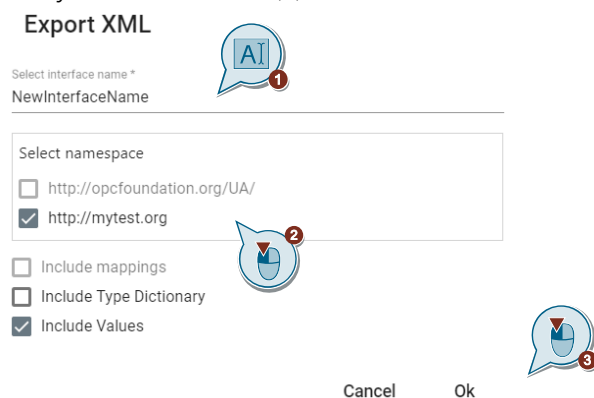 Export XML
AI
1
Select interface name *
NewInterfaceName
Select namespace
http://opcfoundation.org/UA/
http://mytest.org
2
Include mappings
Include Type Dictionary
Include Values
3
Cancel Ok